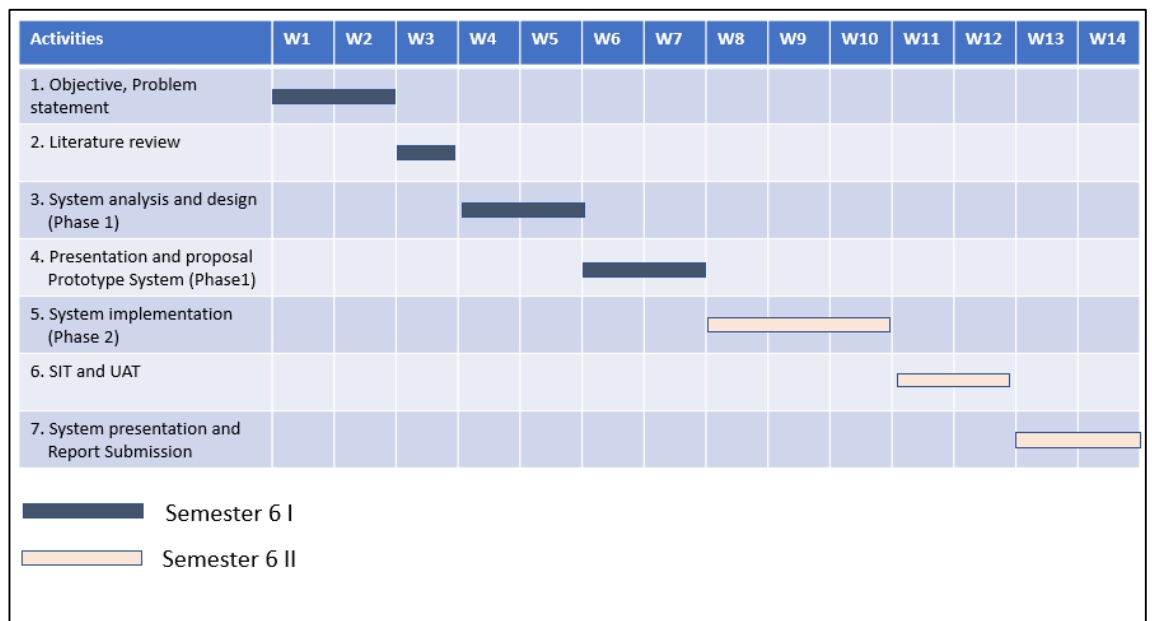 Activities W1 W2 W3 W4 W5 W6 W7 W8 W9 W10 W11 W12 W13 W14
1. Objective, Problem
statement
2. Literature review
3. System analysis and design
(Phase 1)
4. Presentation and proposal
Prototype System (Phase1)
5. System implementation
(Phase 2)
6. SIT and UAT
7. System presentation and
Report Submission
Semester 6 I
Semester 6 II